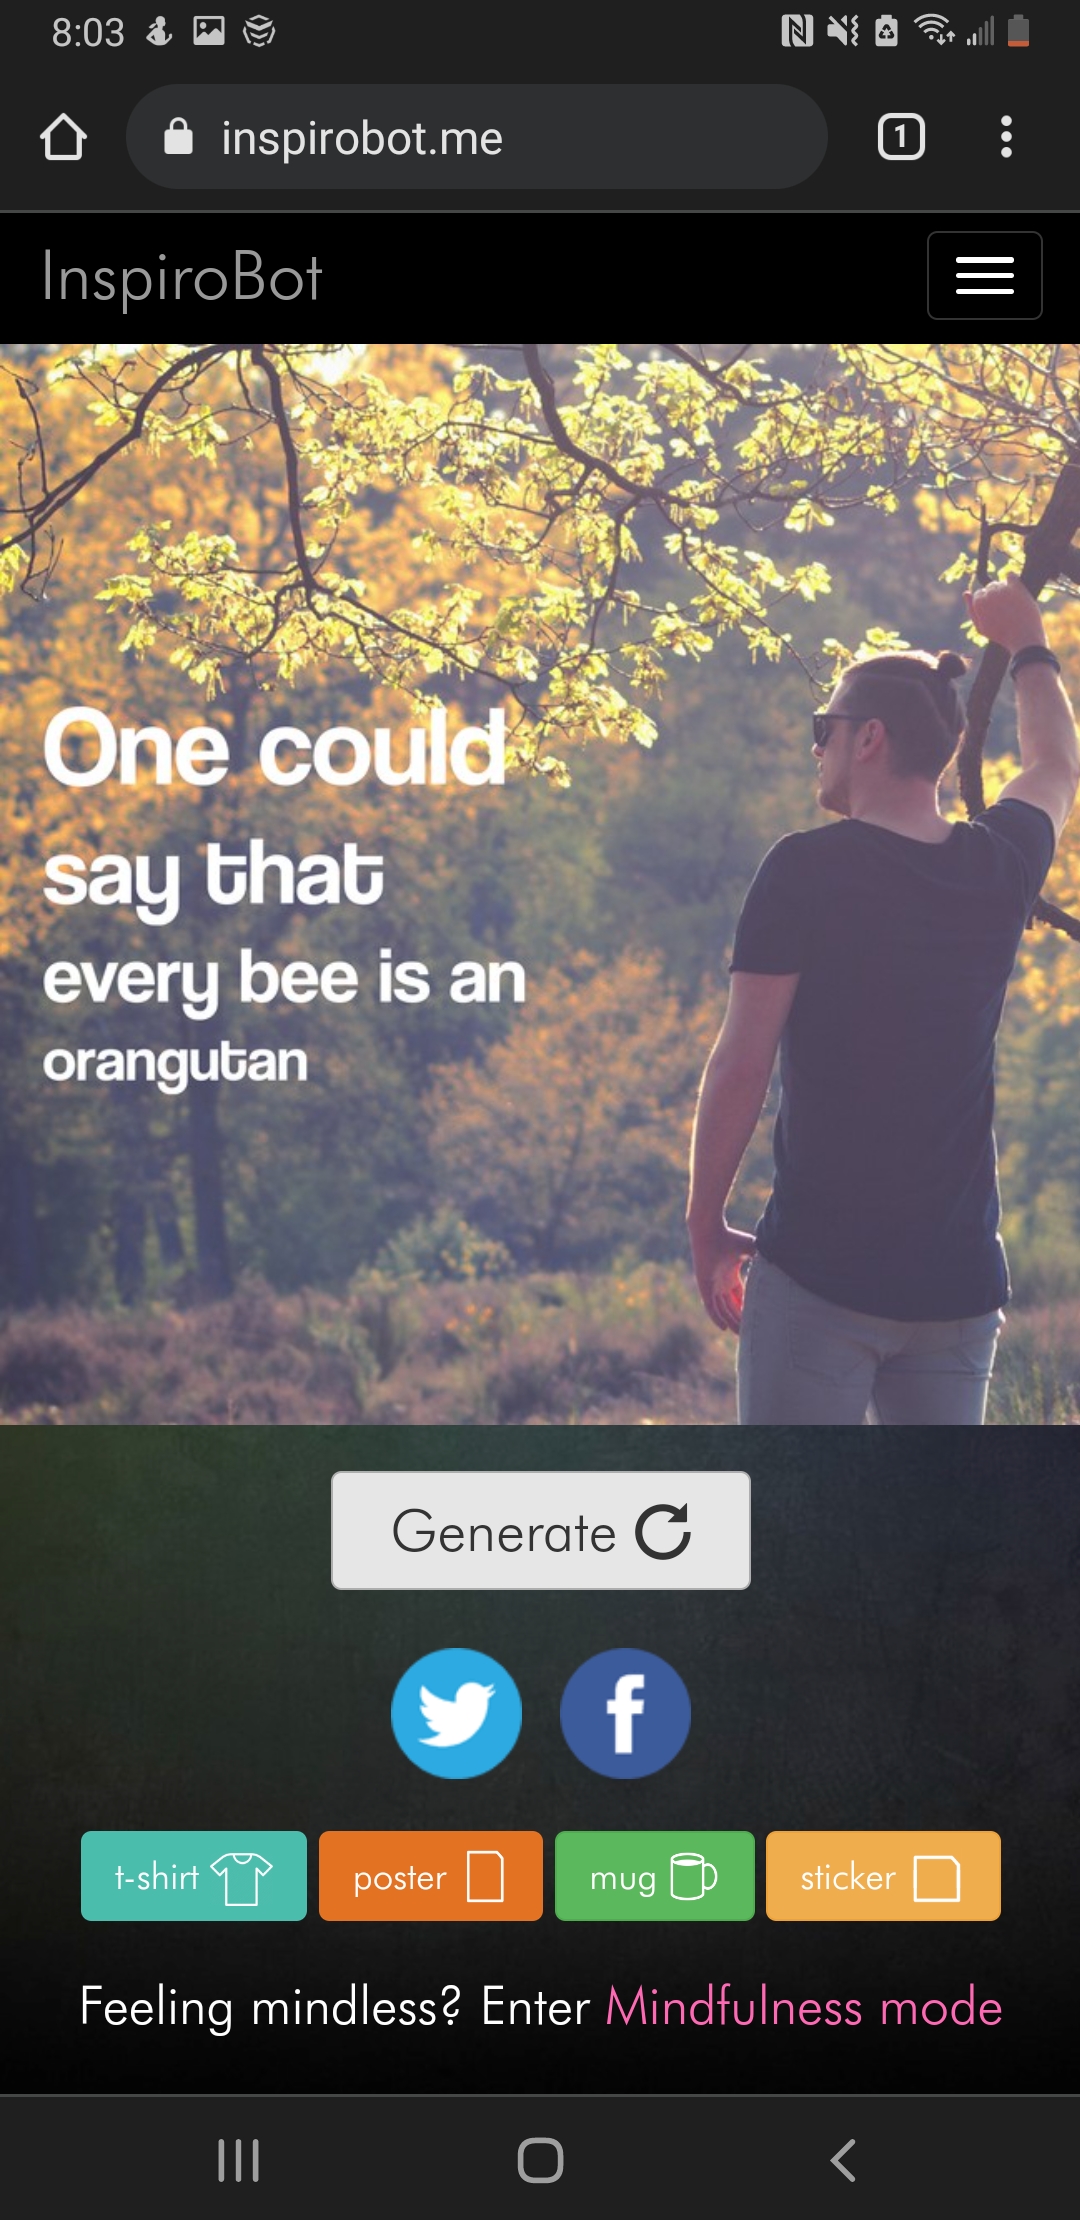 8:03
inspirobot.me
1
InspiroBot
One could
say that
every bee is an
orangutan
Generate
t-shirt poster mug sticker
Feeling mindless? Enter Mindfulness mode